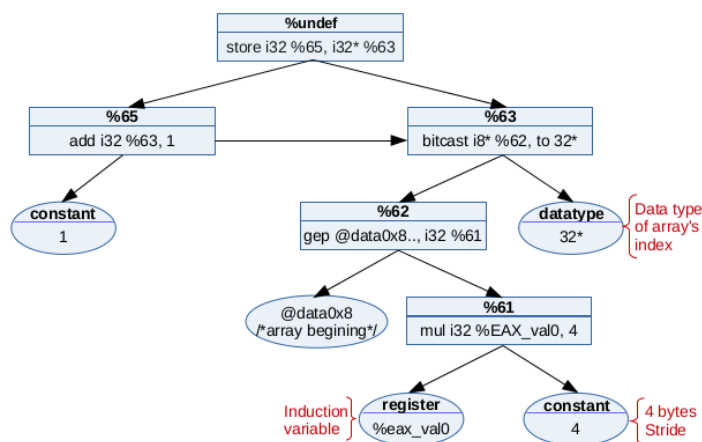 %undef
store i32 %65, i32* %63
%65
add i32 %63, 1
%63
bitcast i8* %62, to 32*
constant
1
%62
gep @data0x8.., i32 %61
datatype
32*
Data type
of array's
index
@data0x8
/*array begining*/
%61
mul i32 %EAX_val0, 4
Induction
variable
register
%eax_val0
constant
4
4 bytes
Stride